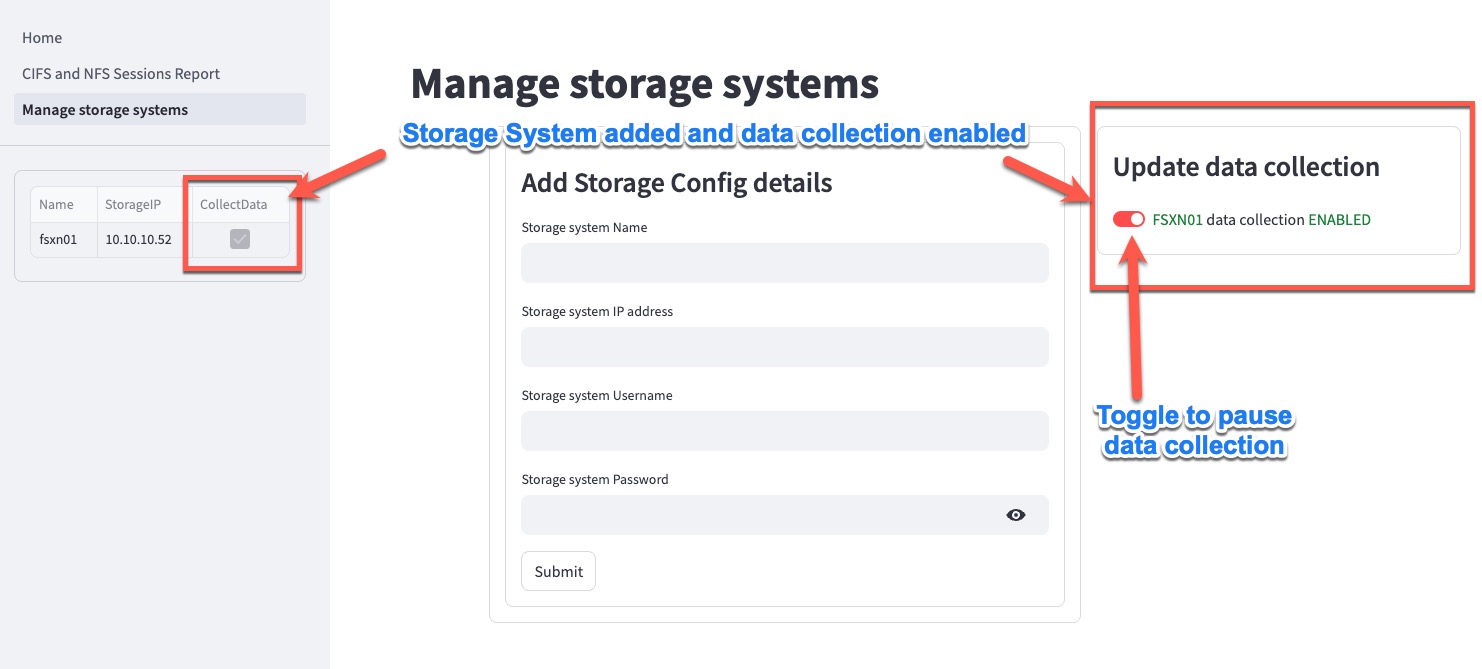 Home
CIFS and NFS Sessions Report
Manage storage systems
Name StorageIP CollectData
fsxn01 10.10.10.52
Manage storage systems
Storage System added and data collection enabled
Add Storage Config details
Storage system Name
Storage system IP address
Storage system Username
Storage system Password
Submit
Update data collection
FSXN01 data collection ENABLED
Toggle to pause
data collection